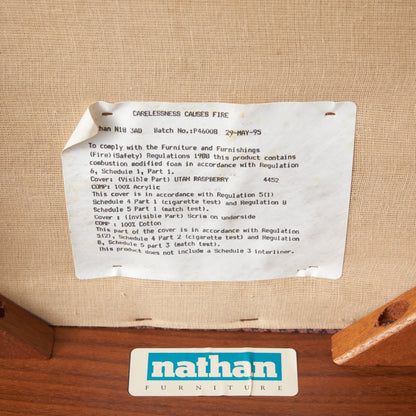 CARELESSNESS CAUSES FIRE
han N18 3AD Batch No.:P46008 29-MAY-95
To comply with the Furniture and Furnishings
(Fire)(Safety) Regulations 1988 this product contains
combustion modified foam in accordance with Regulation
6, Schedule 1, Part 1.
Cover: (Visible Part) UTAH RASPBERRY 4452
COMP: 100% Acrylic
This cover is in accordance with Regulation 5(1)
Schedule 4 Part 1 (cigarette test) and Regulation 8
Schedule 5 Part 1 (match test).
Cover : (Invisible Part) Scrim on underside
COMP : 100% Cotton
This part of the cover is in accordance with Regulation
5(2), Schedule 4 Part 2 (cigarette test) and Regulation
8, Schedule 5 part 3 (match test).
This product does not include a Schedule 3 interliner.
nathan
FURNITURE